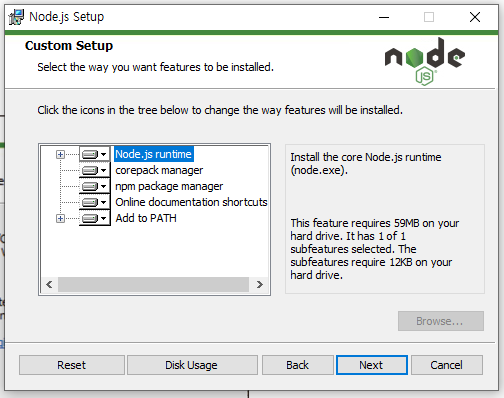 Node.js Setup
Custom Setup
Select the way you want features to be installed.
node
JS
Click the icons in the tree below to change the way features will be installed.
Node.js runtime
corepack manager
npm package manager
Online documentation shortcuts
Add to PATH
Install the core Node.js runtime
(node.exe).
This feature requires 59MB on your
hard drive. It has 1 of 1
subfeatures selected. The
subfeatures require 12KB on your
hard drive.
Browse...
Reset
Disk Usage
Back
Next
Cancel